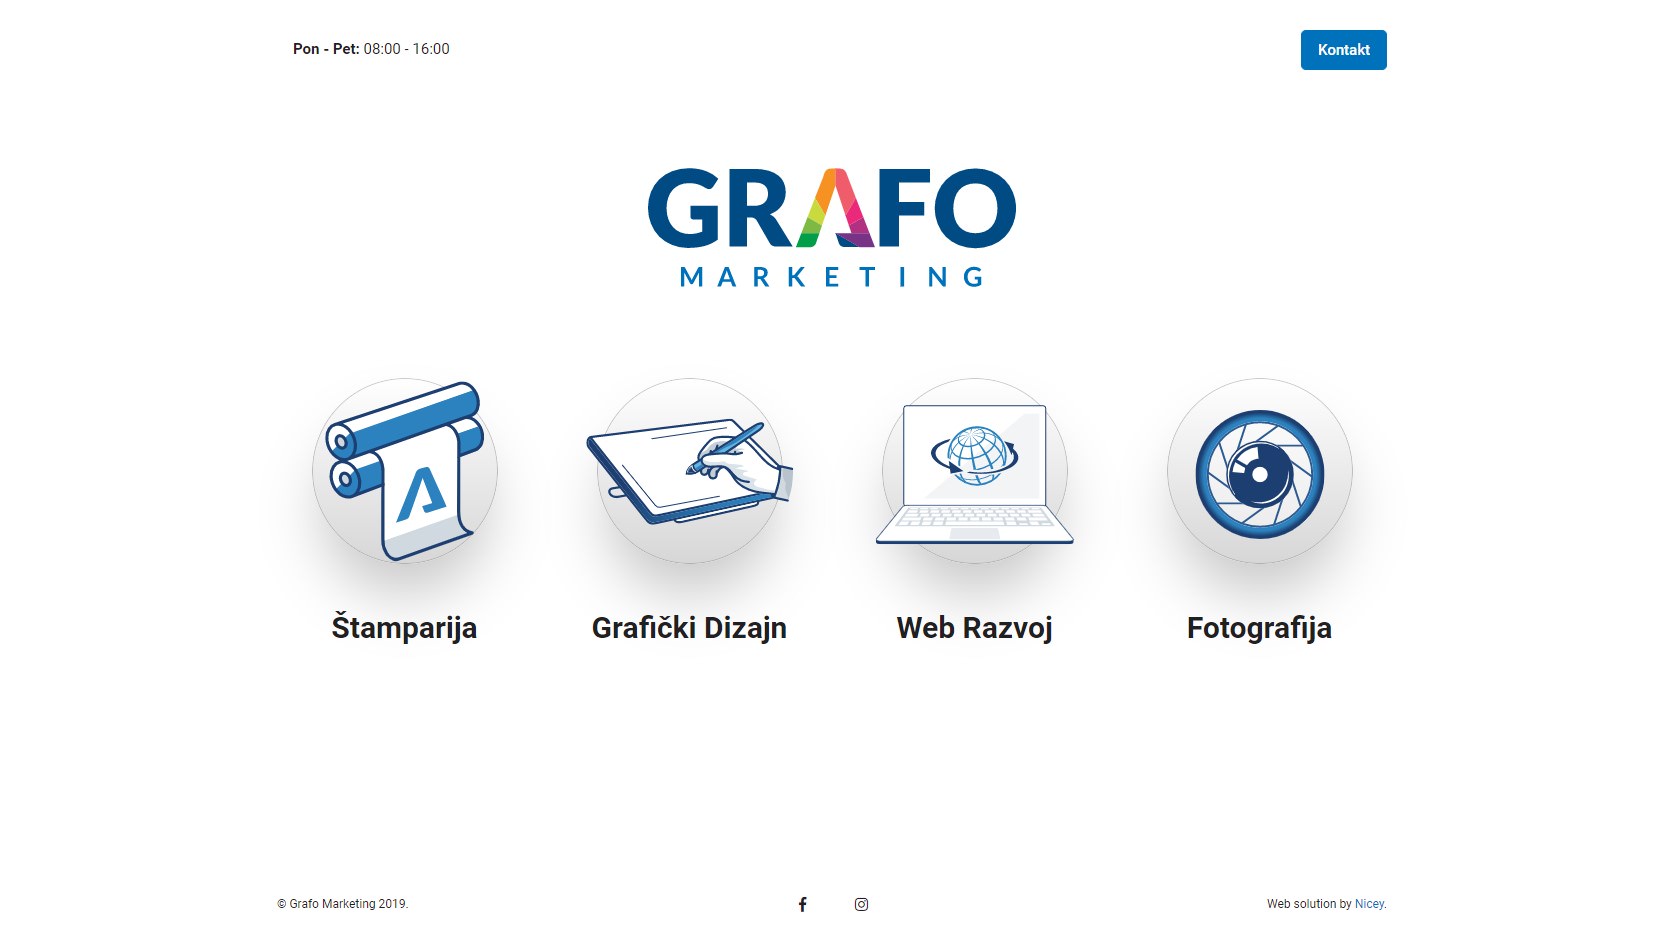 Pon - Pet: 08:00 - 16:00
Kontakt
GRAFO
MARKETING
Štamparija
Grafički Dizajn
Web Razvoj
Fotografija
© Grafo Marketing 2019.
Web solution by Nicey.